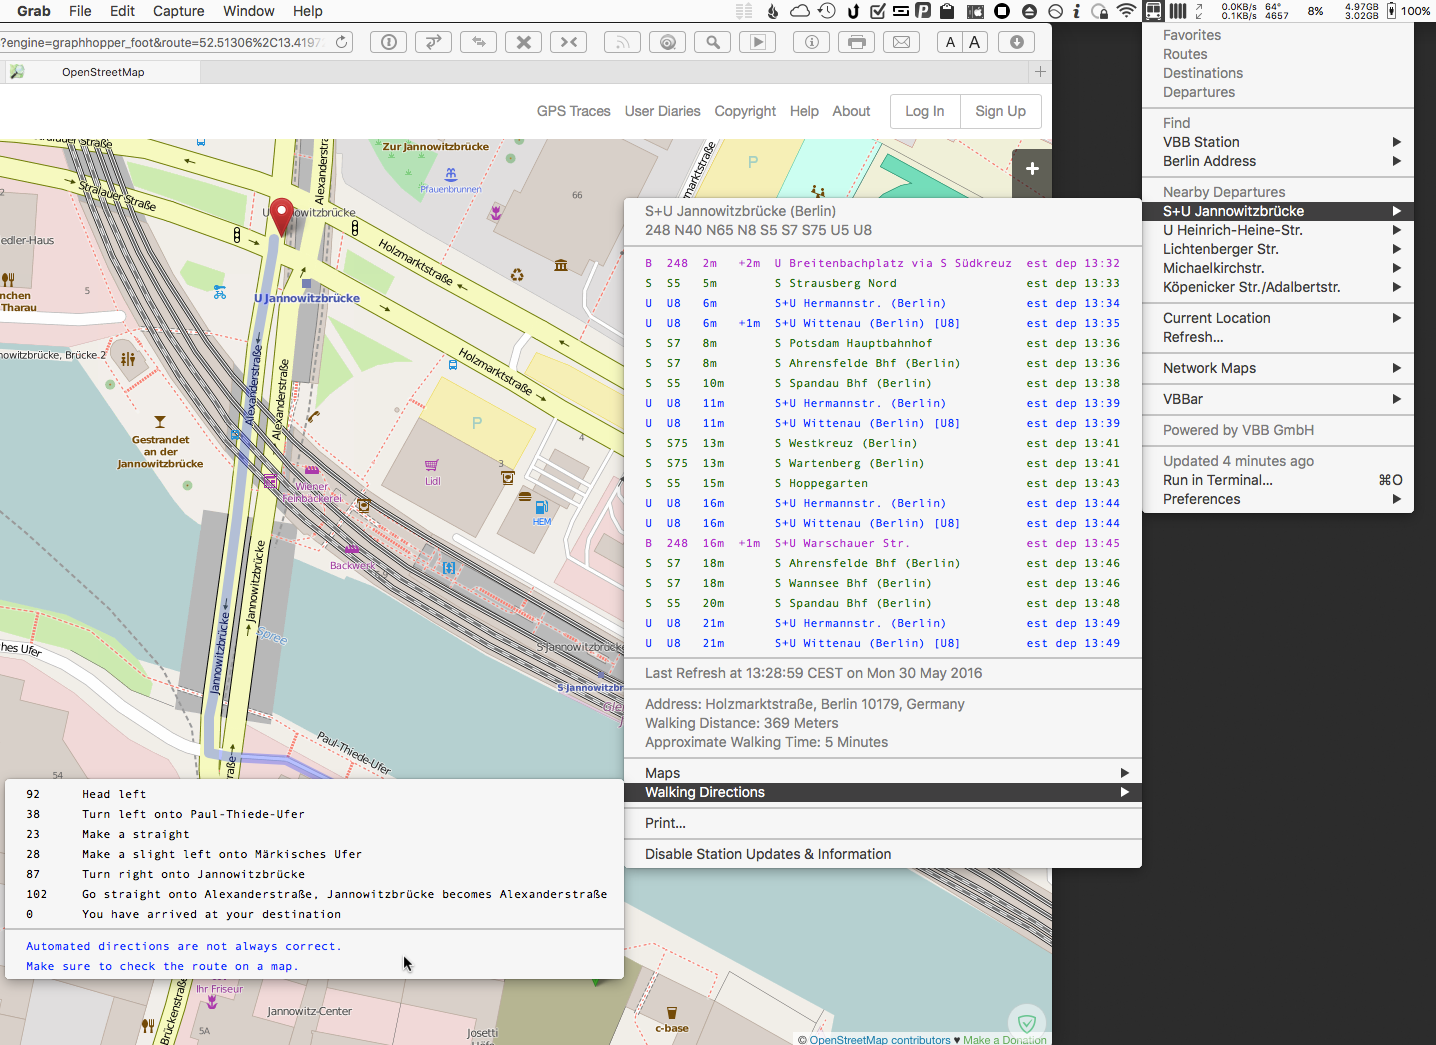 Grab File Edit Capture Window Help
0.0KB/s 64° 8% 4.97GB 100%
0.1KB/s 4657 3.02GB
?engine=graphhopper_foot&route=52.51306%2C13.419
A A
OpenStreetMap
GPS Traces User Diaries Copyright Help About Log In Sign Up
Favorites
Routes
Destinations
Departures
Find
VBB Station
Berlin Address
Nearby Departures
S+U Jannowitzbrücke
U Heinrich-Heine-Str.
Lichtenberger Str.
Michaelkirchstr.
Köpenicker Str./Adalbertstr.
Current Location
Refresh...
Network Maps
VBBar
Powered by VBB GmbH
Updated 4 minutes ago
Run in Terminal... ⌘O
Preferences
S+U Jannowitzbrücke (Berlin)
248 N40 N65 N8 S5 S7 S75 U5 U8
B 248 2m +2m U Breitenbachplatz via S Südkreuz est dep 13:32
S S5 5m S Strausberg Nord est dep 13:33
U U8 6m S+U Hermannstr. (Berlin) est dep 13:34
U U8 6m +1m S+U Wittenau (Berlin) [U8] est dep 13:35
S S7 8m S Potsdam Hauptbahnhof est dep 13:36
S S7 8m S Ahrensfelde Bhf (Berlin) est dep 13:36
S S5 10m S Spandau Bhf (Berlin) est dep 13:38
U U8 11m S+U Hermannstr. (Berlin) est dep 13:39
U U8 11m S+U Wittenau (Berlin) [U8] est dep 13:39
S S75 13m S Westkreuz (Berlin) est dep 13:41
S S75 13m S Wartenberg (Berlin) est dep 13:41
S S5 15m S Hoppegarten est dep 13:43
U U8 16m S+U Hermannstr. (Berlin) est dep 13:44
U U8 16m S+U Wittenau (Berlin) [U8] est dep 13:44
B 248 16m +1m S+U Warschauer Str. est dep 13:45
S S7 18m S Ahrensfelde Bhf (Berlin) est dep 13:46
S S7 18m S Wannsee Bhf (Berlin) est dep 13:46
S S5 20m S Spandau Bhf (Berlin) est dep 13:48
U U8 21m S+U Hermannstr. (Berlin) est dep 13:49
U U8 21m S+U Wittenau (Berlin) [U8] est dep 13:49
Last Refresh at 13:28:59 CEST on Mon 30 May 2016
Address: Holzmarktstraße, Berlin 10179, Germany
Walking Distance: 369 Meters
Approximate Walking Time: 5 Minutes
Maps
Walking Directions
Print...
Disable Station Updates & Information
92 Head left
38 Turn left onto Paul-Thiede-Ufer
23 Make a straight
28 Make a slight left onto Märkisches Ufer
87 Turn right onto Jannowitzbrücke
102 Go straight onto Alexanderstraße, Jannowitzbrücke becomes Alexanderstraße
0 You have arrived at your destination
Automated directions are not always correct.
Make sure to check the route on a map.
Stralauer Straße
Alexanderstra
Zur Jannowitzbrücke
Pfauenbrunnen
66
P
marktstraße
edler-Haus
nchen
Tharau
5
Holzmarktstraße
U Jannowitzbrücke
nowitzbrücke, Brücke.2
Alexanderstraße
Alexanderstraße
Holzmarktstraße
P
4
3
Gestrandet
an der
Jannowitzbrücke
Wiener
Feinbäckerei
Lidl
HEM
Backwerk
Jannowitzbrücke
Jannowitzbrücke
Spree
S Jannowitzbrücke
S Jannowitzbr
hes Ufer
Paul-Thiede-Ufer
54
raße
Ihr Friseur
Jannowitz-Center
Brückenstraße
5A
Josetti
Höfe
c-base
© OpenStreetMap contributors ♥ Make a Donation